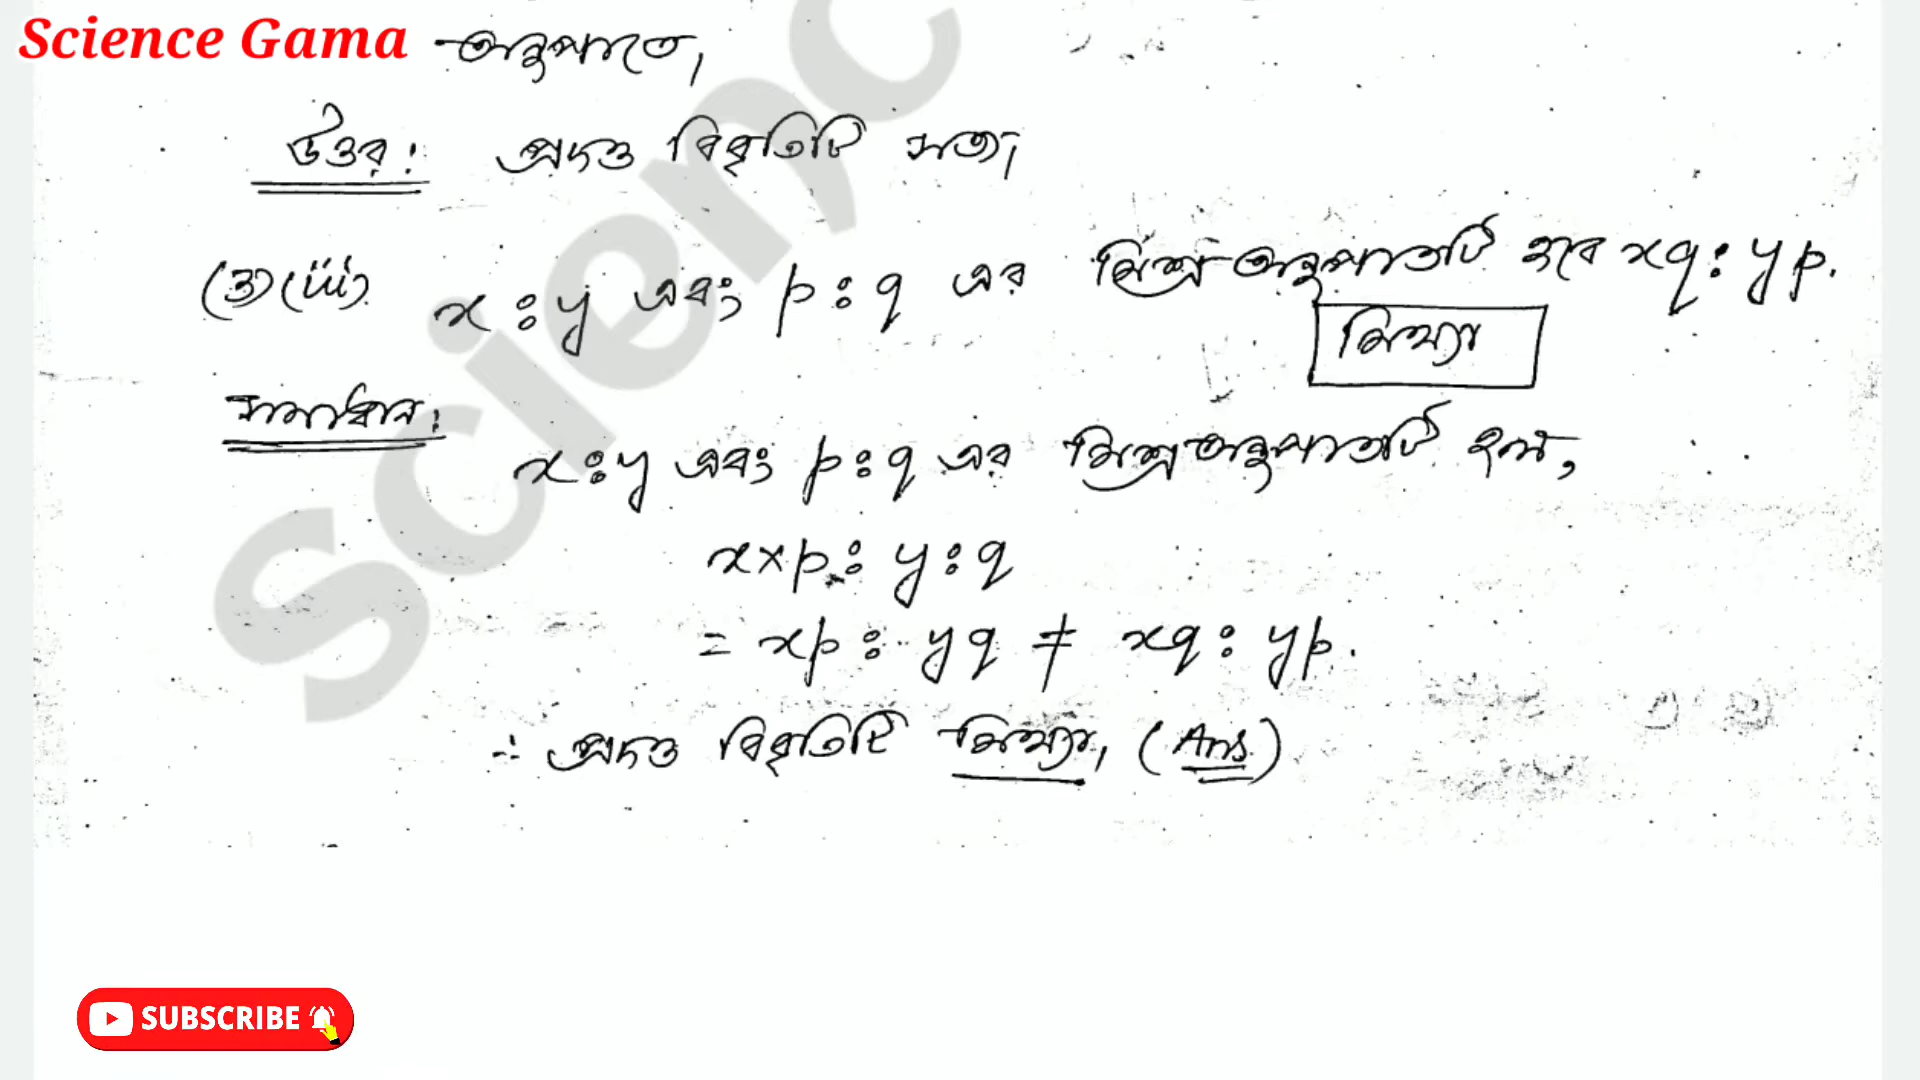 Science Gama অনুপাতে।
উত্তর: প্রদত্ত বিবৃতিটি সত্য।
(৩)(iii). x : y এবং p : q এর মিশ্র অনুপাতটি হবে xq : yp.
মিথ্যা
সমাধান:
x : y এবং p : q এর মিশ্র অনুপাতটি হল,
x×p : y : q
= xp : yq ≠ xq : yp.
∴ প্রদত্ত বিবৃতিটি মিথ্যা। (Ans)
Scienc
SUBSCRIBE